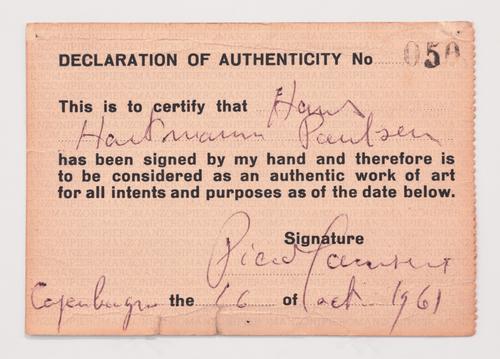 DECLARATION OF AUTHENTICITY No 050
This is to certify that Hans
Hartmann Paulsen
has been signed by my hand and therefore is
to be considered as an authentic work of art
for all intents and purposes as of the date below.
Signature
Piero Manzoni
Copenhagen the 16 of oct. 1961